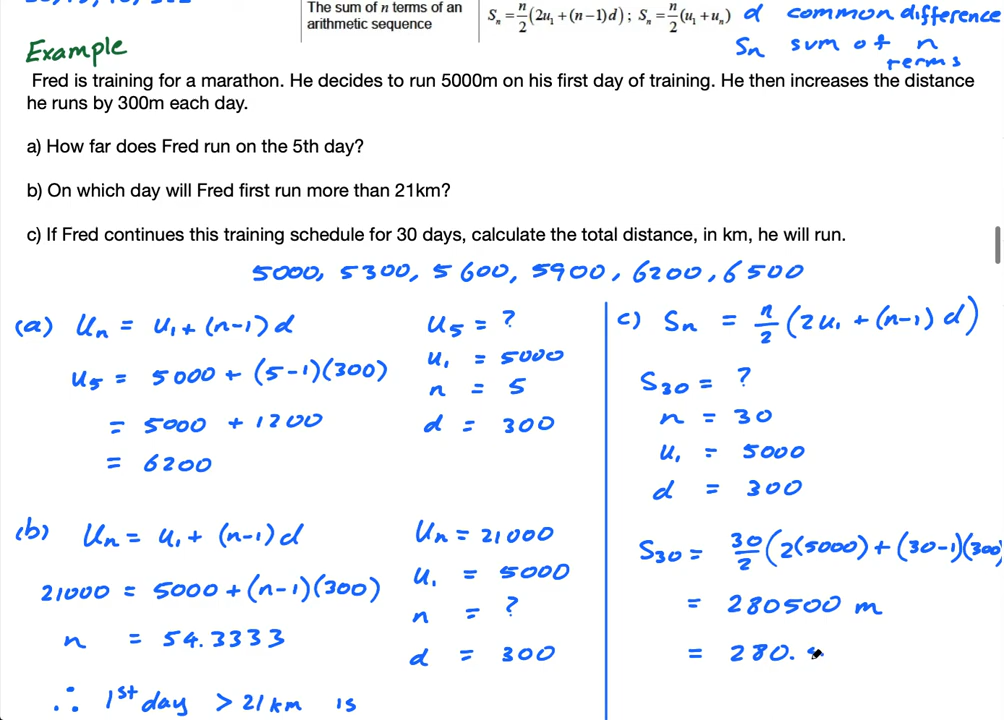 The sum of n terms of an
arithmetic sequence
Sₙ = n/2 (2u₁ + (n−1)d) ; Sₙ = n/2 (u₁ + uₙ)
d common difference
Sn sum of n
terms
Example
Fred is training for a marathon. He decides to run 5000m on his first day of training. He then increases the distance
he runs by 300m each day.
a) How far does Fred run on the 5th day?
b) On which day will Fred first run more than 21km?
c) If Fred continues this training schedule for 30 days, calculate the total distance, in km, he will run.
5000, 5300, 5600, 5900, 6200, 6500
(a) Un = u₁ + (n−1)d
U5 = 5000 + (5−1)(300)
= 5000 + 1200
= 6200
U5 = ?
u₁ = 5000
n = 5
d = 300
(b) Un = u₁ + (n−1)d
21000 = 5000 + (n−1)(300)
n = 54.3333
∴ 1st day > 21km is
Un = 21000
u₁ = 5000
n = ?
d = 300
c) Sn = n/2 (2u₁ + (n−1)d)
S30 = ?
n = 30
u₁ = 5000
d = 300
S30 = 30/2 (2(5000) + (30−1)(300)
= 280500 m
= 280.